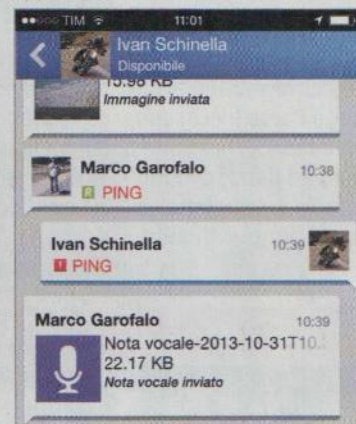 TIM 11:01
Ivan Schinella
Disponibile
15.98 KB
Immagine inviata
Marco Garofalo 10:38
R PING
Ivan Schinella 10:39
PING
Marco Garofalo 10:39
Nota vocale-2013-10-31T10.
22.17 KB
Nota vocale inviato